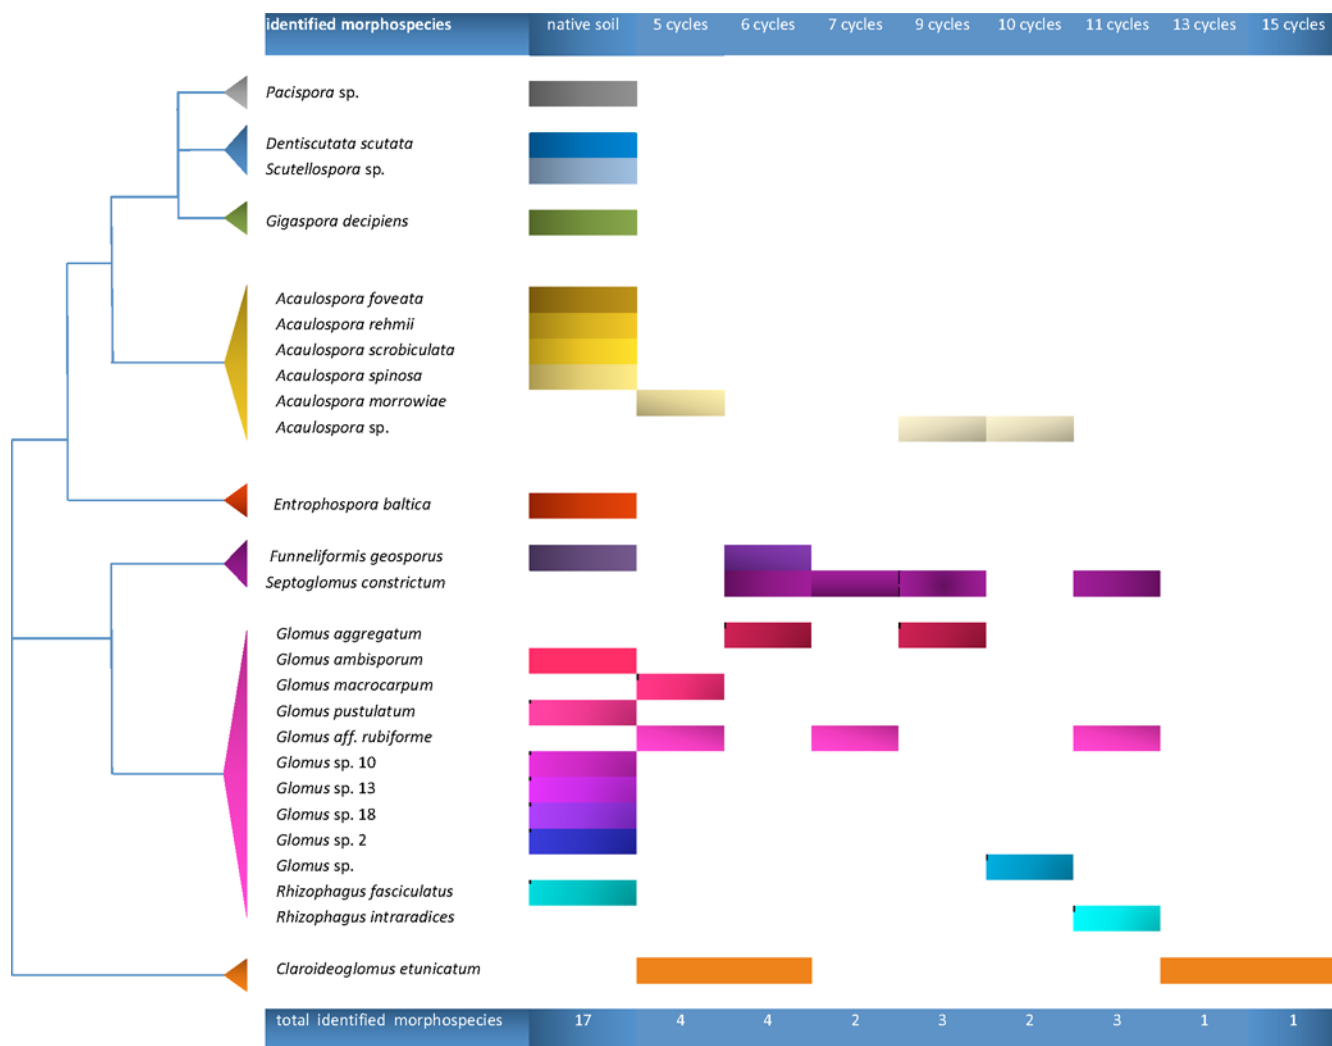 identified morphospecies native soil 5 cycles 6 cycles 7 cycles 9 cycles 10 cycles 11 cycles 13 cycles 15 cycles
Pacispora sp.
Dentiscutata scutata
Scutellospora sp.
Gigaspora decipiens
Acaulospora foveata
Acaulospora rehmii
Acaulospora scrobiculata
Acaulospora spinosa
Acaulospora morrowiae
Acaulospora sp.
Entrophospora baltica
Funneliformis geosporus
Septoglomus constrictum
Glomus aggregatum
Glomus ambisporum
Glomus macrocarpum
Glomus pustulatum
Glomus aff. rubiforme
Glomus sp. 10
Glomus sp. 13
Glomus sp. 18
Glomus sp. 2
Glomus sp.
Rhizophagus fasciculatus
Rhizophagus intraradices
Claroideoglomus etunicatum
total identified morphospecies 17 4 4 2 3 2 3 1 1